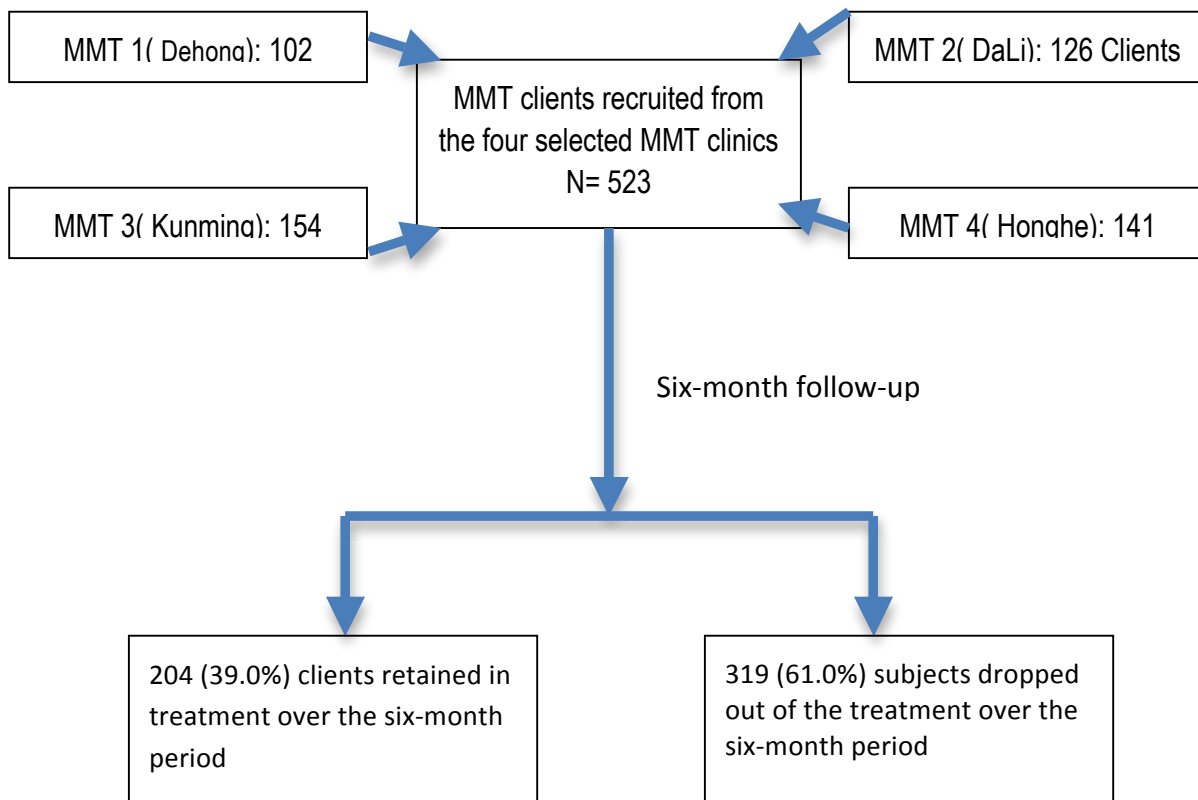 MMT 1( Dehong): 102
MMT 2( DaLi): 126 Clients
MMT clients recruited from
the four selected MMT clinics
N= 523
MMT 3( Kunming): 154
MMT 4( Honghe): 141
Six-month follow-up
204 (39.0%) clients retained in
treatment over the six-month
period
319 (61.0%) subjects dropped
out of the treatment over the
six-month period